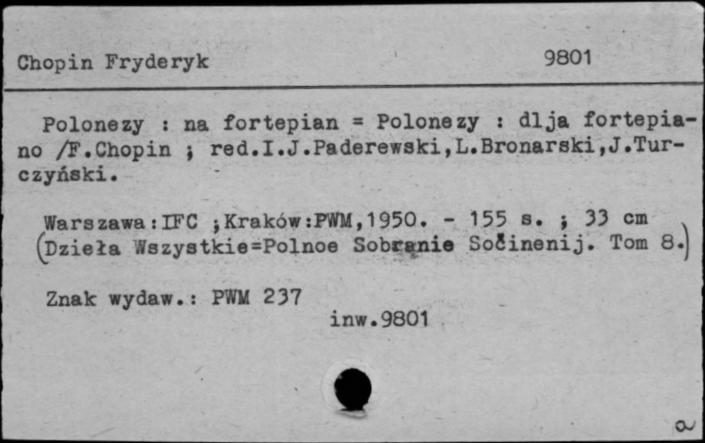 Chopin Fryderyk 9801
Polonezy : na fortepian = Polonezy : dlja fortepia-
no /F.Chopin ; red.I.J.Paderewski,L.Bronarski,J.Tur-
czyński.
Warszawa:IFC ;Kraków:PWM,1950. - 155 s. ; 33 cm
(Dzieła Wszystkie=Polnoe Sobranie Sočinenij. Tom 8.)
Znak wydaw.: PWM 237
inw.9801